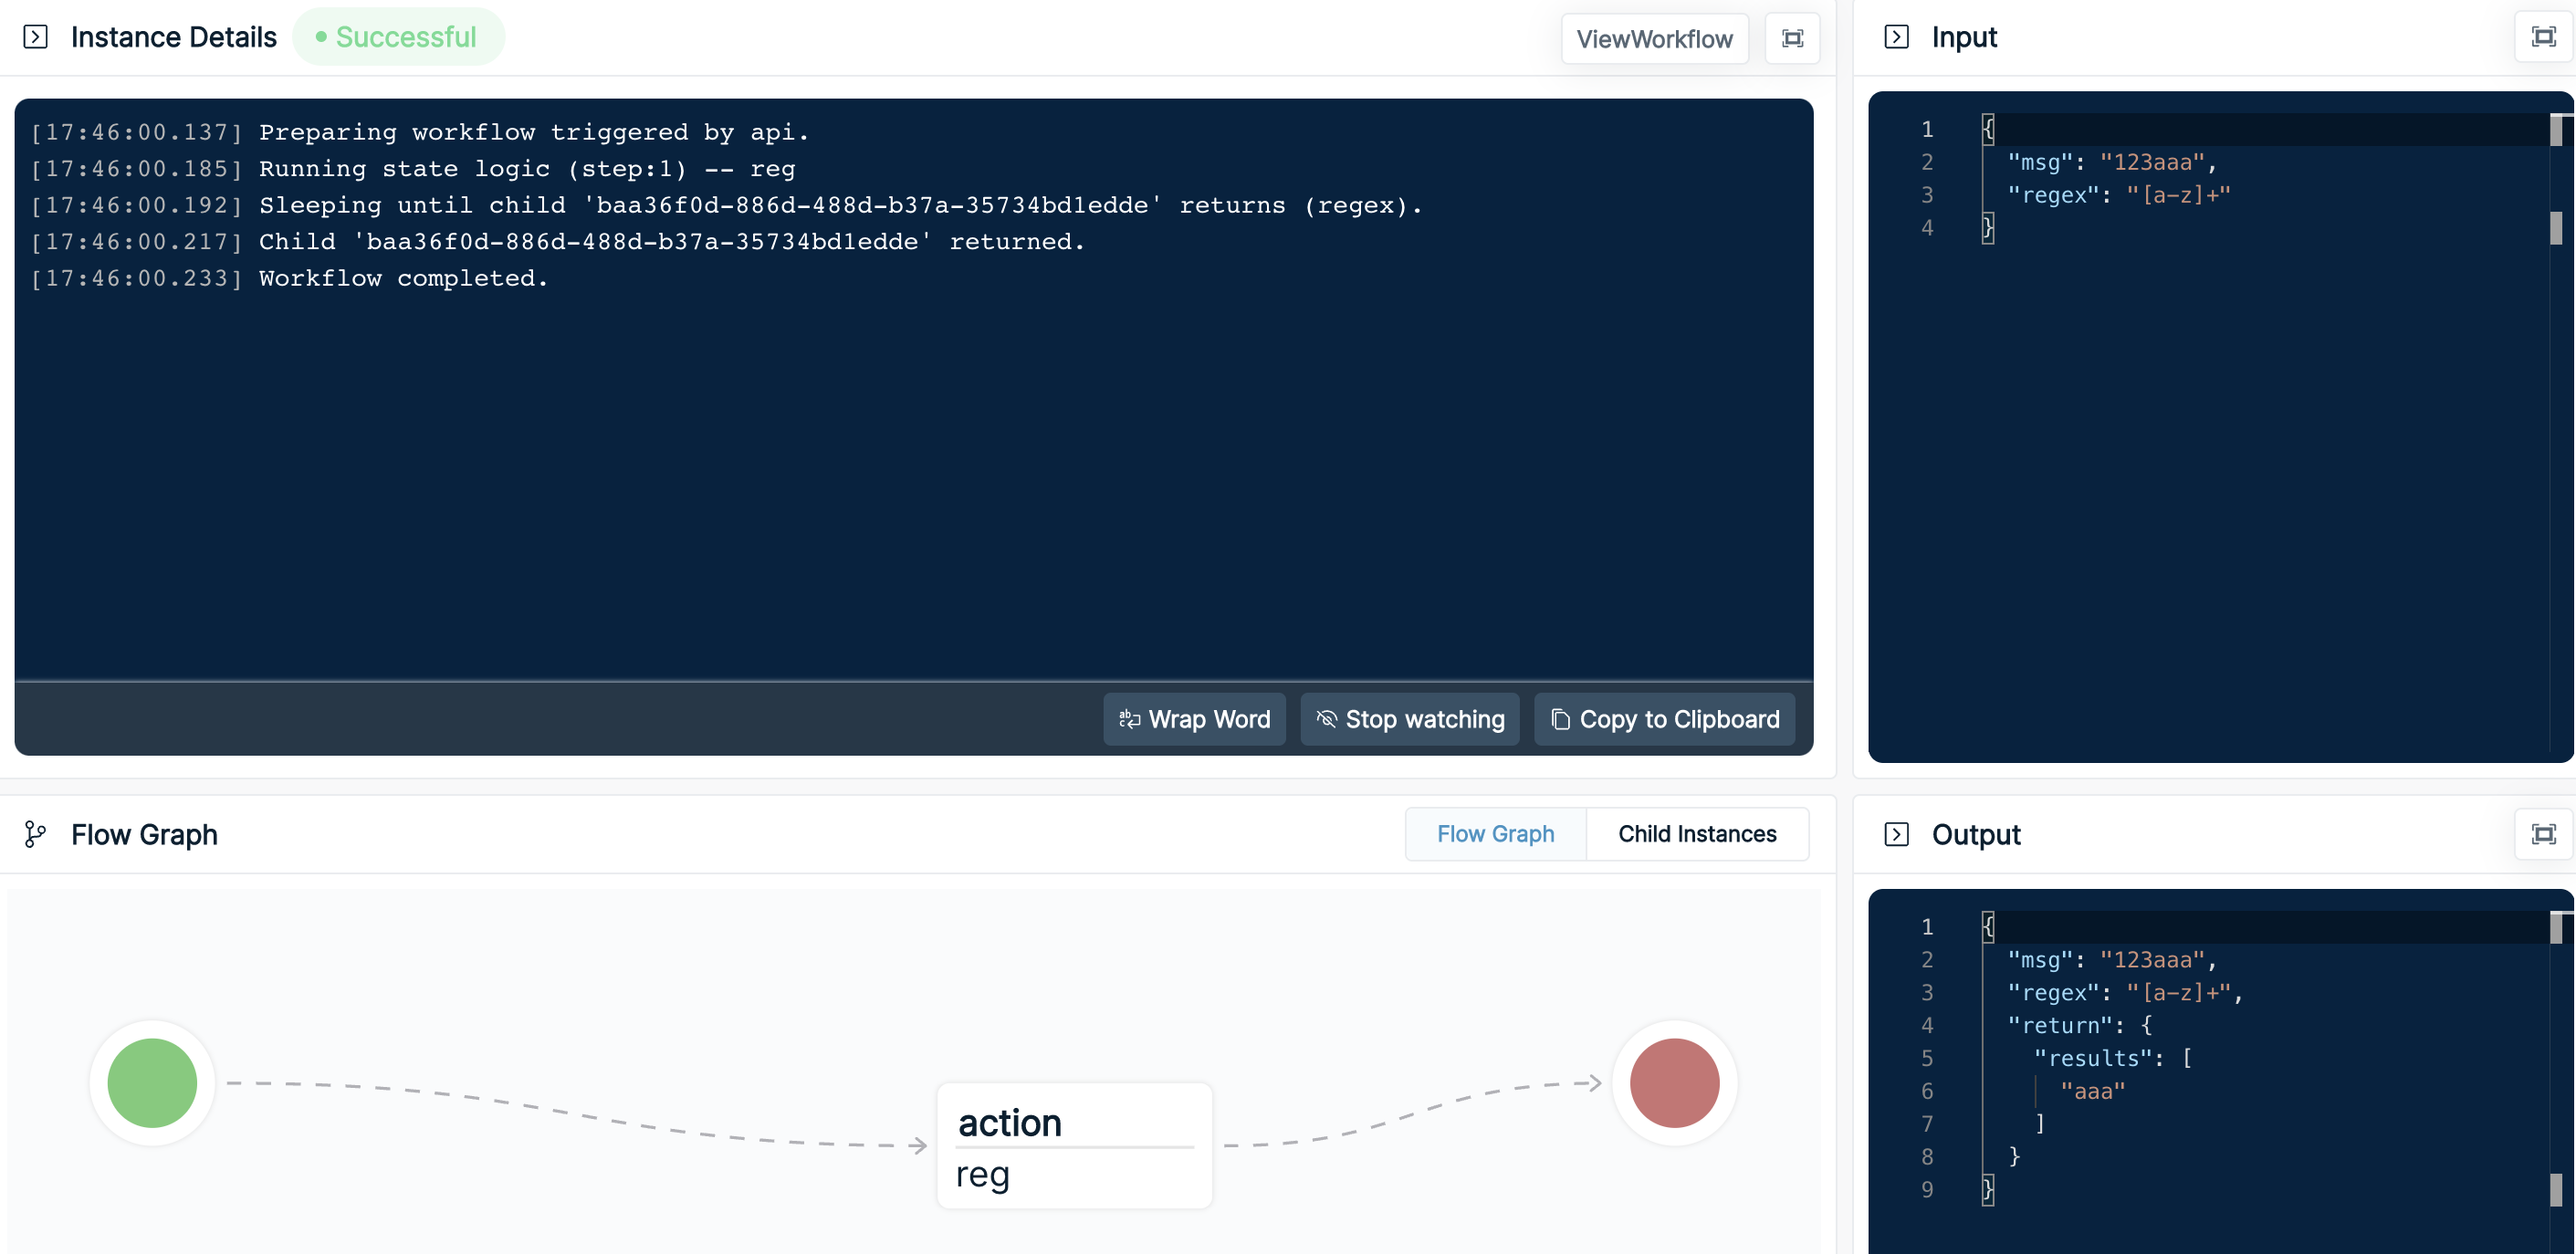 Instance Details
Successful
ViewWorkflow
[17:46:00.137] Preparing workflow triggered by api.
[17:46:00.185] Running state logic (step:1) -- reg
[17:46:00.192] Sleeping until child 'baa36f0d-886d-488d-b37a-35734bd1edde' returns (regex).
[17:46:00.217] Child 'baa36f0d-886d-488d-b37a-35734bd1edde' returned.
[17:46:00.233] Workflow completed.
Wrap Word
Stop watching
Copy to Clipboard
Input
1 {
2 "msg": "123aaa",
3 "regex": "[a-z]+"
4 }
Flow Graph
Flow Graph
Child Instances
action
reg
Output
1 {
2 "msg": "123aaa",
3 "regex": "[a-z]+",
4 "return": {
5 "results": [
6 "aaa"
7 ]
8 }
9 }